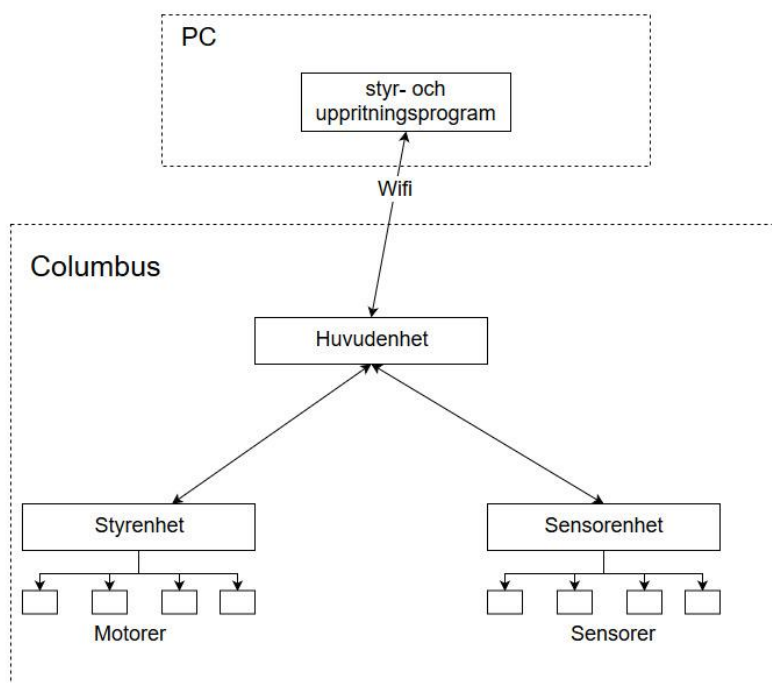 PC
styr- och
uppritningsprogram
Wifi
Columbus
Huvudenhet
Styrenhet
Sensorenhet
Motorer
Sensorer